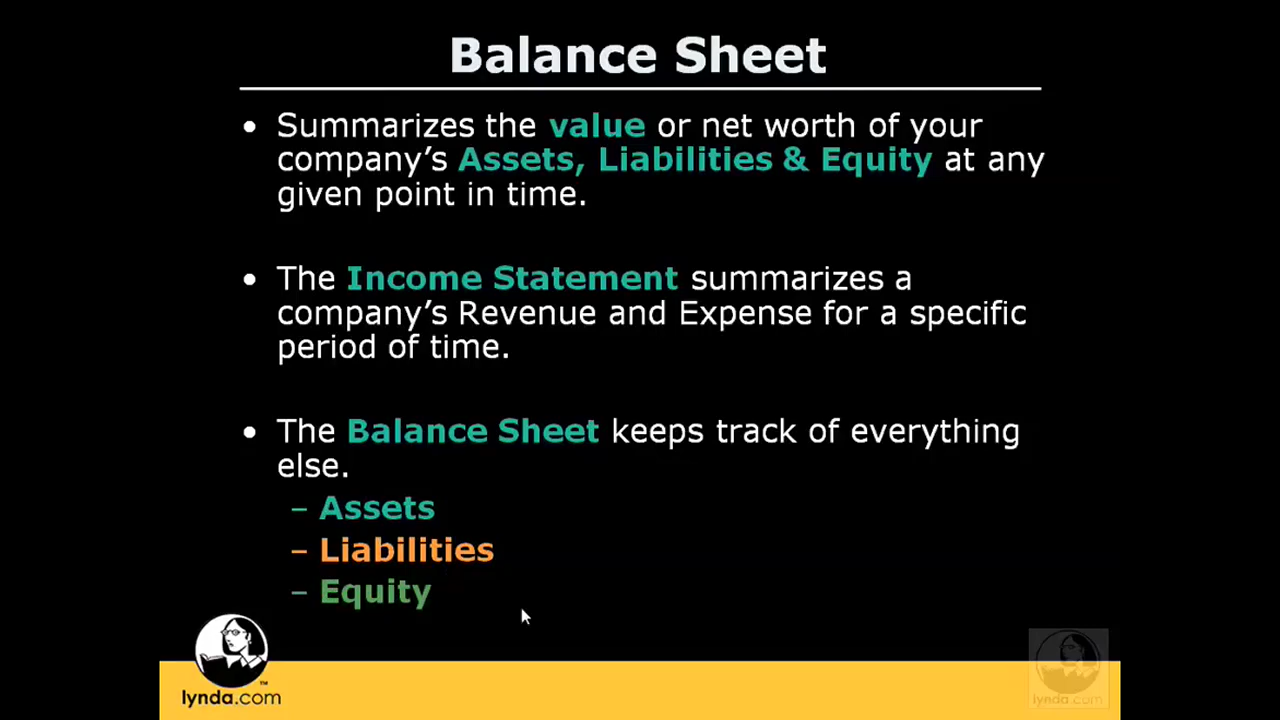 Balance Sheet
• Summarizes the value or net worth of your
company’s Assets, Liabilities & Equity at any
given point in time.
• The Income Statement summarizes a
company’s Revenue and Expense for a specific
period of time.
• The Balance Sheet keeps track of everything
else.
– Assets
– Liabilities
– Equity
lynda.com™
lynda.com